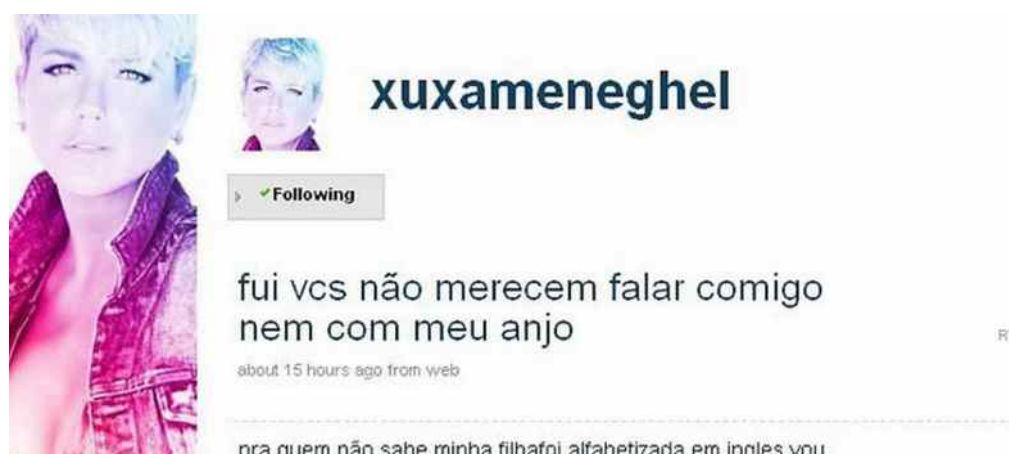 xuxameneghel
Following
fui vcs não merecem falar comigo
nem com meu anjo
about 15 hours ago from web
pra quem não sabe minha filhafoi alfabetizada em ingles vou